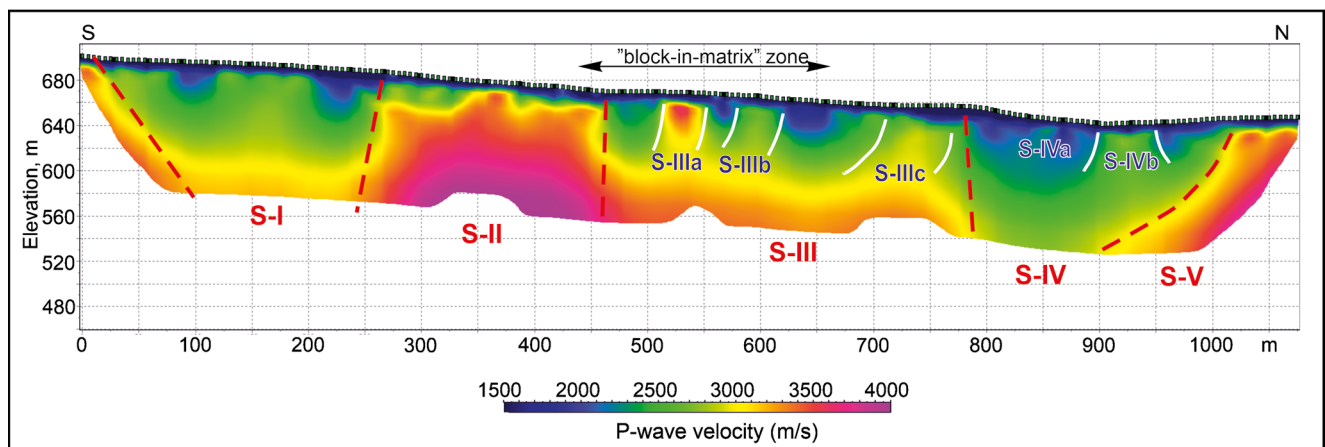 S N
"block-in-matrix" zone
Elevation, m
680
640
600
560
520
480
S-IIIa S-IIIb S-IIIc S-IVa S-IVb
S-I S-II S-III S-IV S-V
0 100 200 300 400 500 600 700 800 900 1000 m
1500 2000 2500 3000 3500 4000
P-wave velocity (m/s)